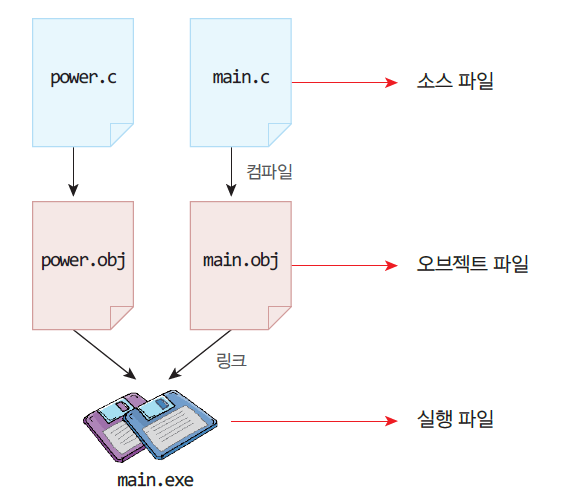 power.c
main.c
소스 파일
컴파일
power.obj
main.obj
오브젝트 파일
링크
실행 파일
main.exe